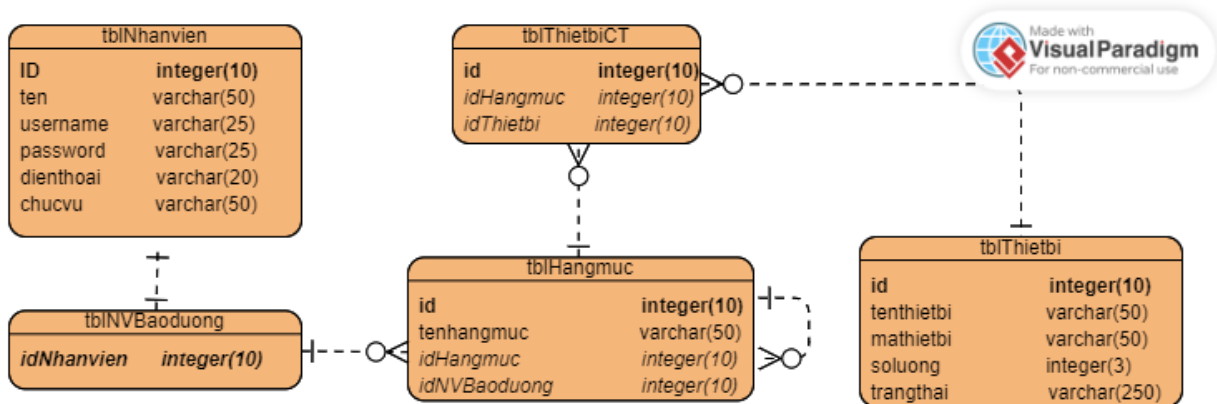 tblNhanvien
ID integer(10)
ten varchar(50)
username varchar(25)
password varchar(25)
dienthoai varchar(20)
chucvu varchar(50)
tblThietbiCT
id integer(10)
idHangmuc integer(10)
idThietbi integer(10)
Made with
Visual Paradigm
For non-commercial use
tblNVBaoduong
idNhanvien integer(10)
tblHangmuc
id integer(10)
tenhangmuc varchar(50)
idHangmuc integer(10)
idNVBaoduong integer(10)
tblThietbi
id integer(10)
tenthietbi varchar(50)
mathietbi varchar(50)
soluong integer(3)
trangthai varchar(250)